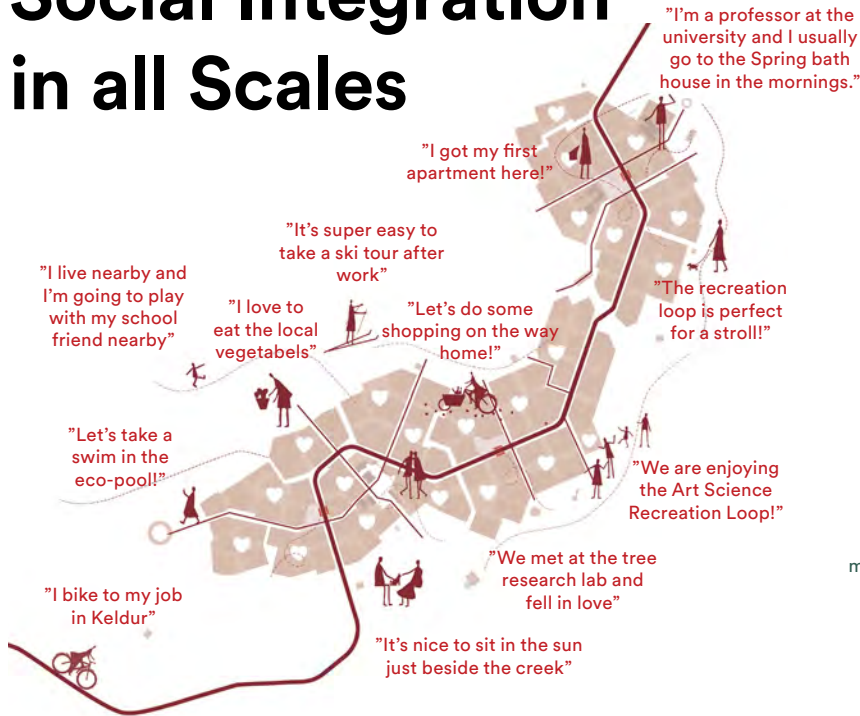 Social Integration
in all Scales
”I’m a professor at the
university and I usually
go to the Spring bath
house in the mornings.”
”I got my first
apartment here!”
”It’s super easy to
take a ski tour after
work”
”I live nearby and
I’m going to play
with my school
friend nearby”
”I love to
eat the local
vegetabels”
”Let’s do some
shopping on the way
home!”
”The recreation
loop is perfect
for a stroll!”
”Let’s take a
swim in the
eco-pool!”
”We are enjoying
the Art Science
Recreation Loop!”
”We met at the tree
research lab and
fell in love”
m
”I bike to my job
in Keldur”
”It’s nice to sit in the sun
just beside the creek”